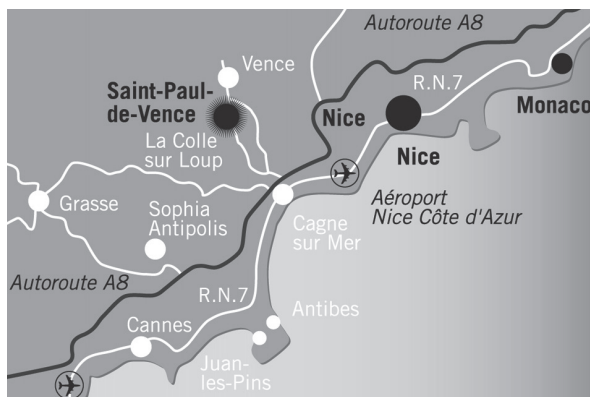 Autoroute A8
Vence
R.N.7
Saint-Paul-
de-Vence
Nice
Monaco
La Colle
sur Loup
Nice
Aéroport
Nice Côte d'Azur
Grasse
Sophia
Antipolis
Cagne
sur Mer
Autoroute A8
R.N.7
Antibes
Cannes
Juan-
les-Pins